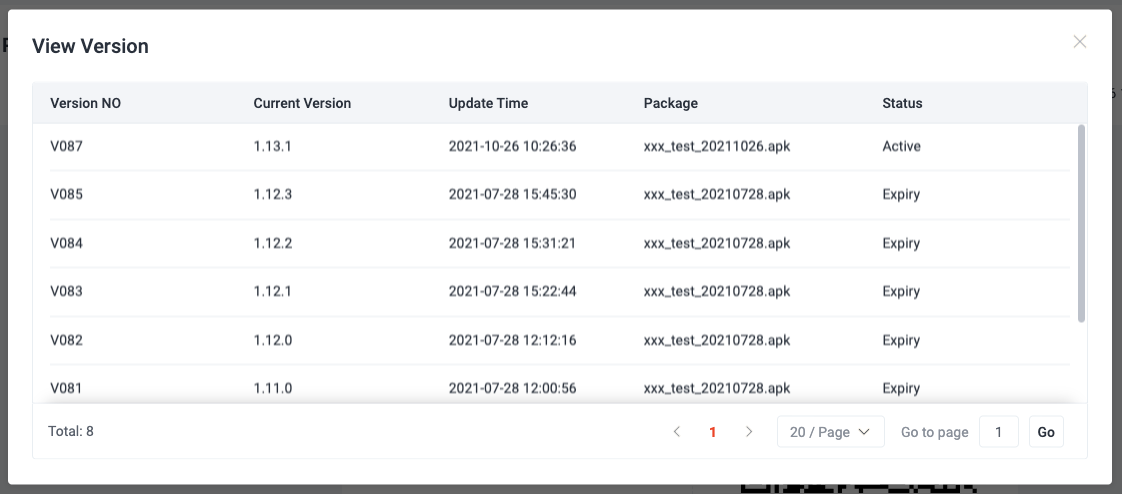 View Version
Version NO Current Version Update Time Package Status
V087 1.13.1 2021-10-26 10:26:36 xxx_test_20211026.apk Active
V085 1.12.3 2021-07-28 15:45:30 xxx_test_20210728.apk Expiry
V084 1.12.2 2021-07-28 15:31:21 xxx_test_20210728.apk Expiry
V083 1.12.1 2021-07-28 15:22:44 xxx_test_20210728.apk Expiry
V082 1.12.0 2021-07-28 12:12:16 xxx_test_20210728.apk Expiry
V081 1.11.0 2021-07-28 12:00:56 xxx_test_20210728.apk Expiry
Total: 8 < 1 > 20 / Page Go to page 1 Go